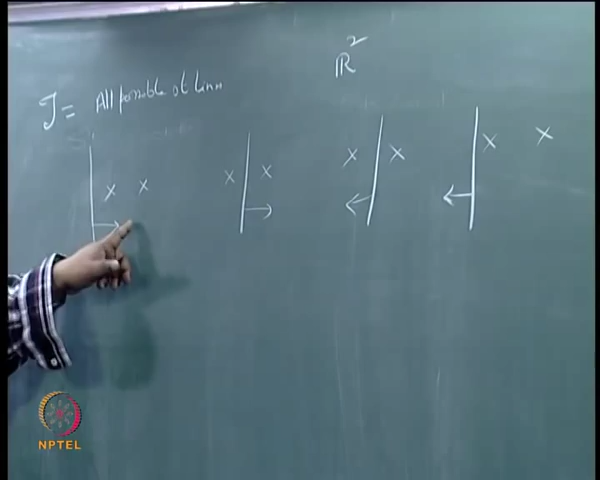 ℝ²
J = All possible st lines
x x x x x x x x
NPTEL